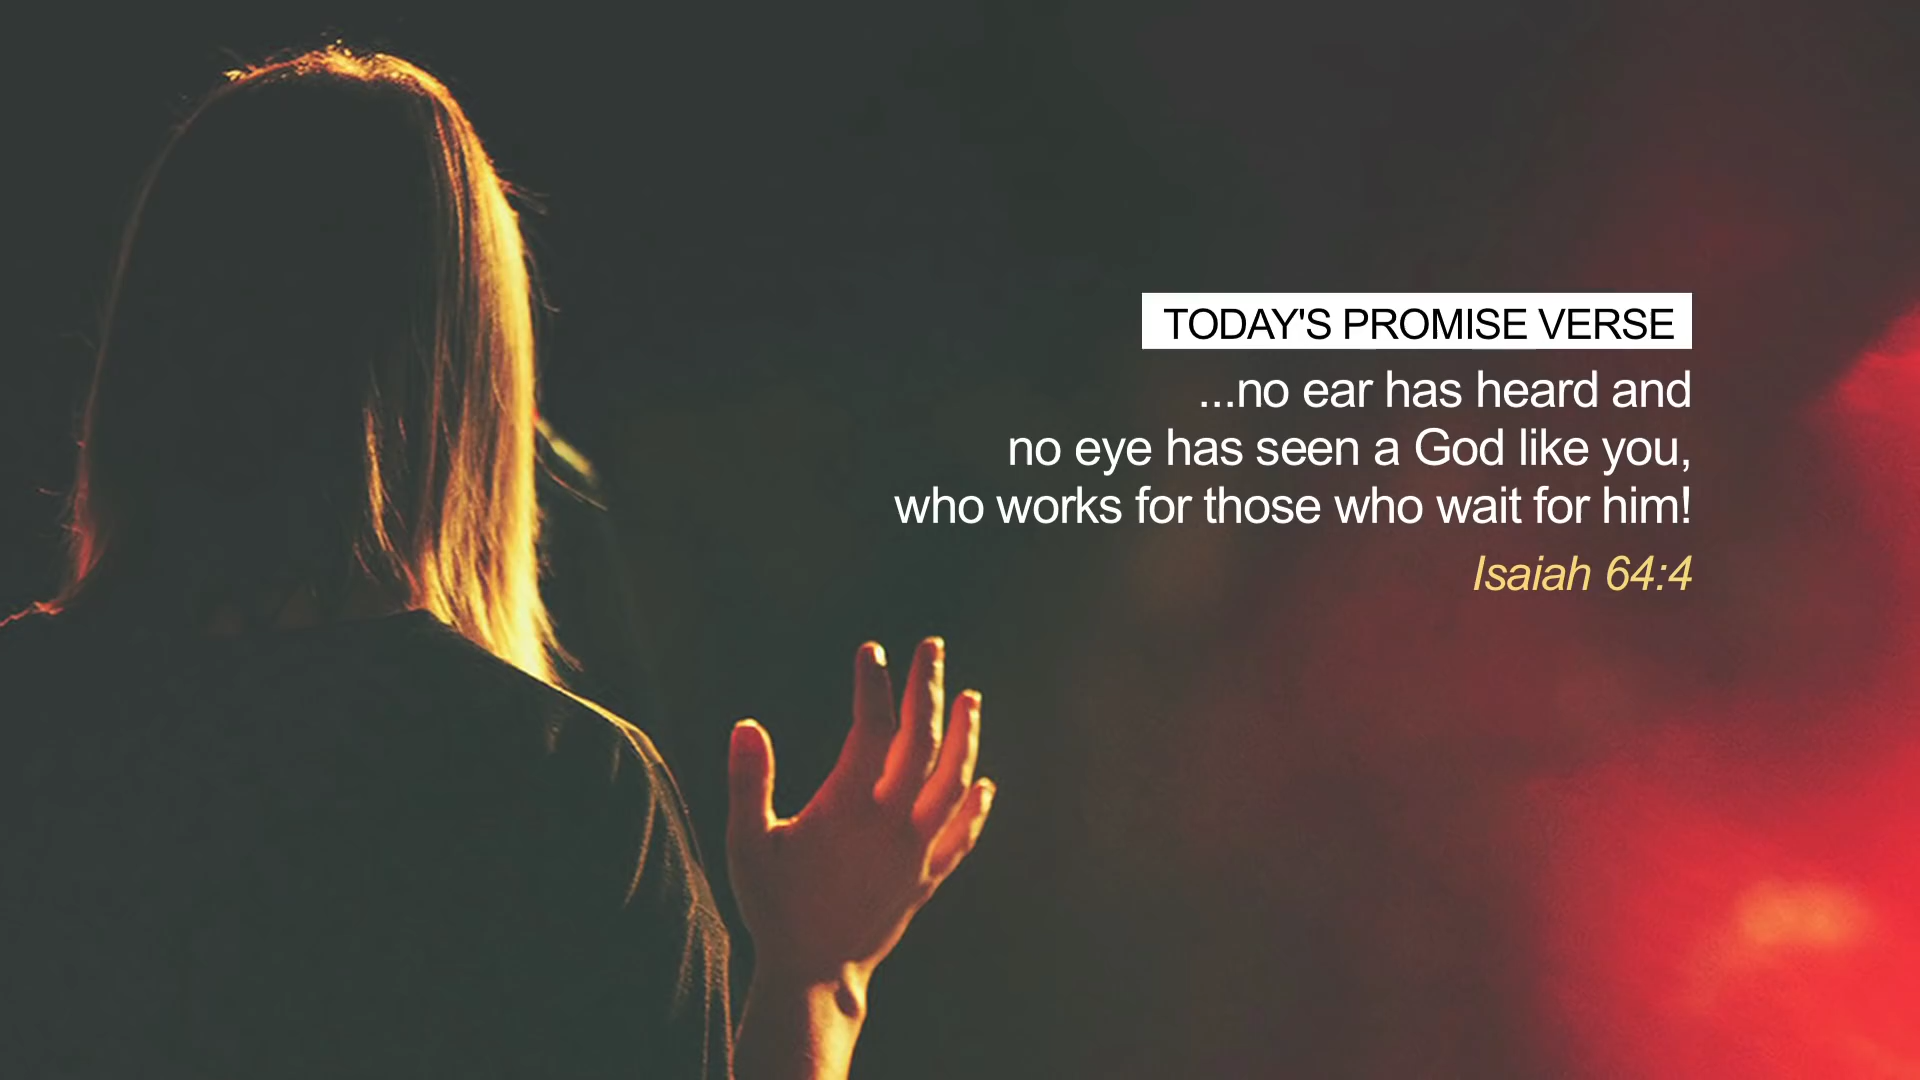 TODAY'S PROMISE VERSE
...no ear has heard and
no eye has seen a God like you,
who works for those who wait for him!
Isaiah 64:4